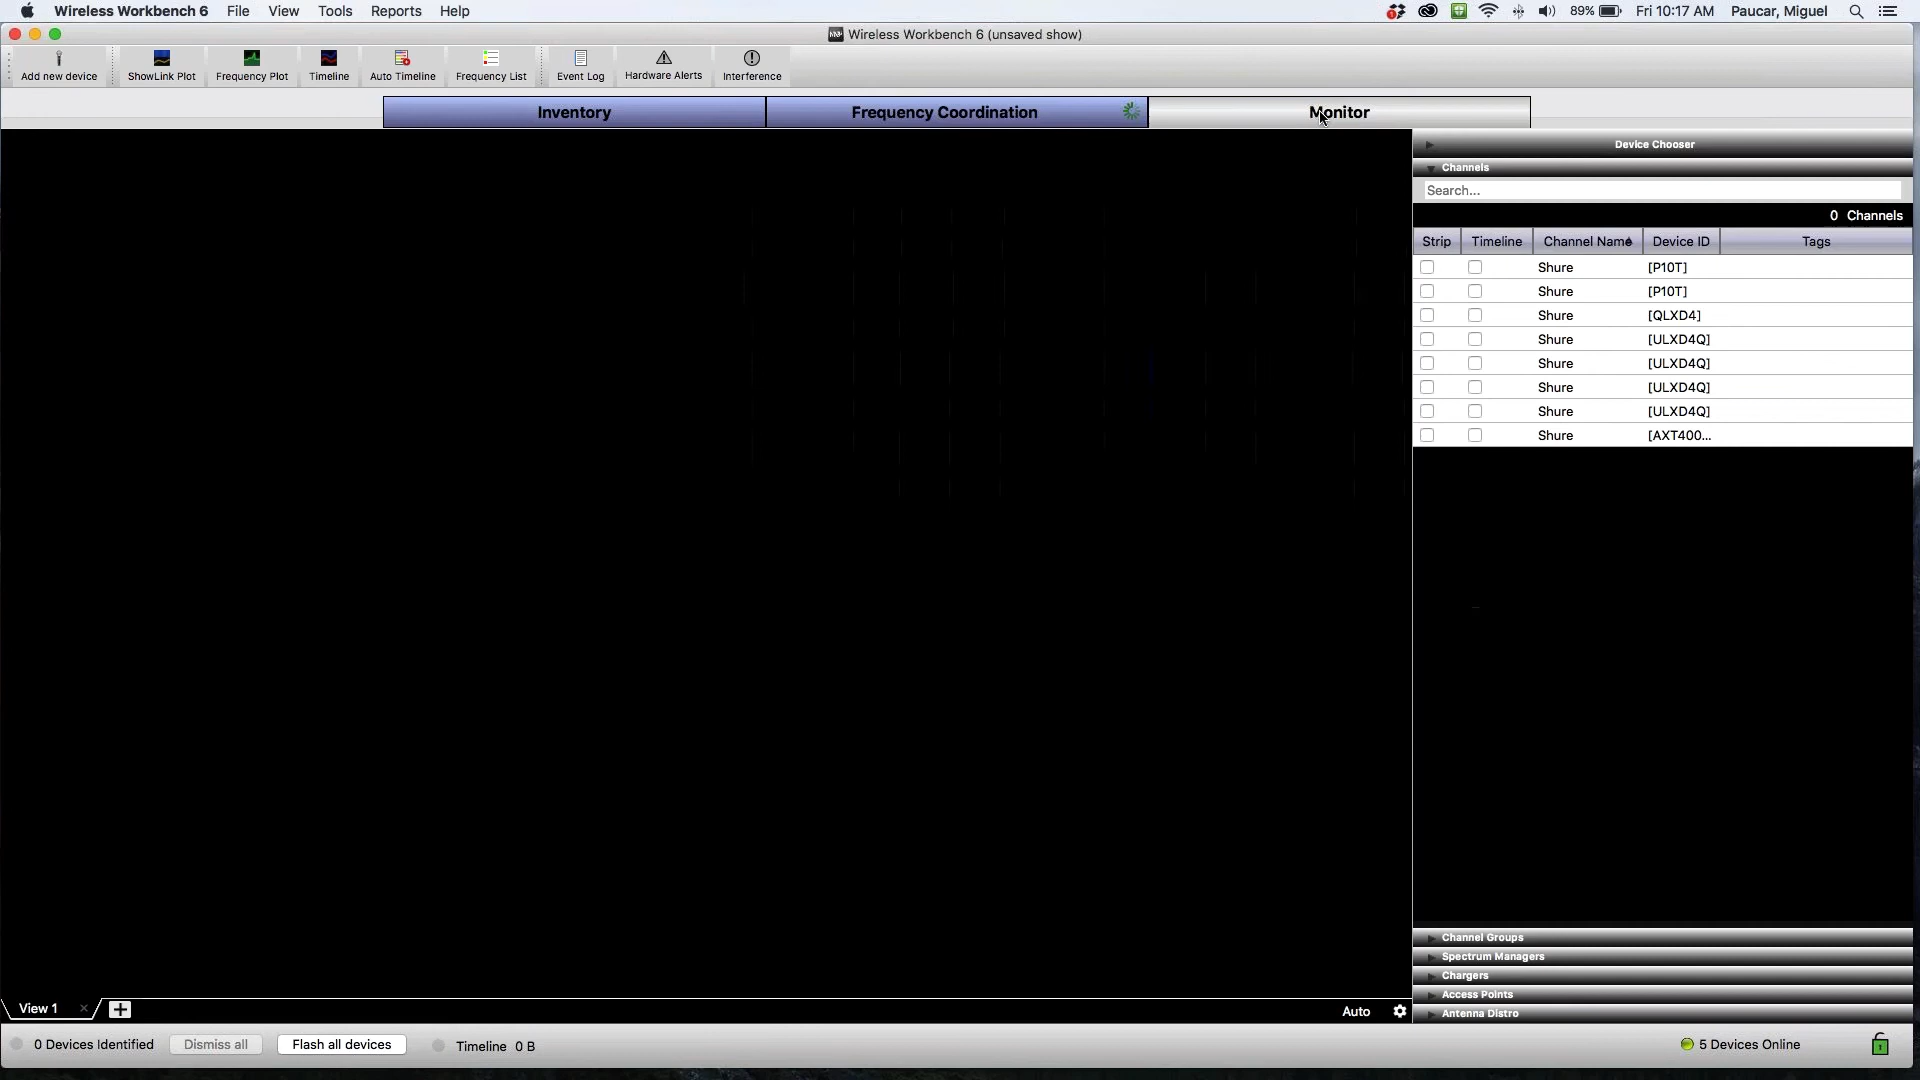 Wireless Workbench 6 File View Tools Reports Help
89% Fri 10:17 AM Paucar, Miguel
Wireless Workbench 6 (unsaved show)
Add new device ShowLink Plot Frequency Plot Timeline Auto Timeline Frequency List Event Log Hardware Alerts Interference
Inventory Frequency Coordination Monitor
Device Chooser
Channels
Search...
0 Channels
Strip Timeline Channel Name Device ID Tags
Shure [P10T]
Shure [P10T]
Shure [QLXD4]
Shure [ULXD4Q]
Shure [ULXD4Q]
Shure [ULXD4Q]
Shure [ULXD4Q]
Shure [AXT400...
Channel Groups
Spectrum Managers
Chargers
Access Points
Antenna Distro
View 1 Auto
0 Devices Identified Dismiss all Flash all devices Timeline 0 B 5 Devices Online